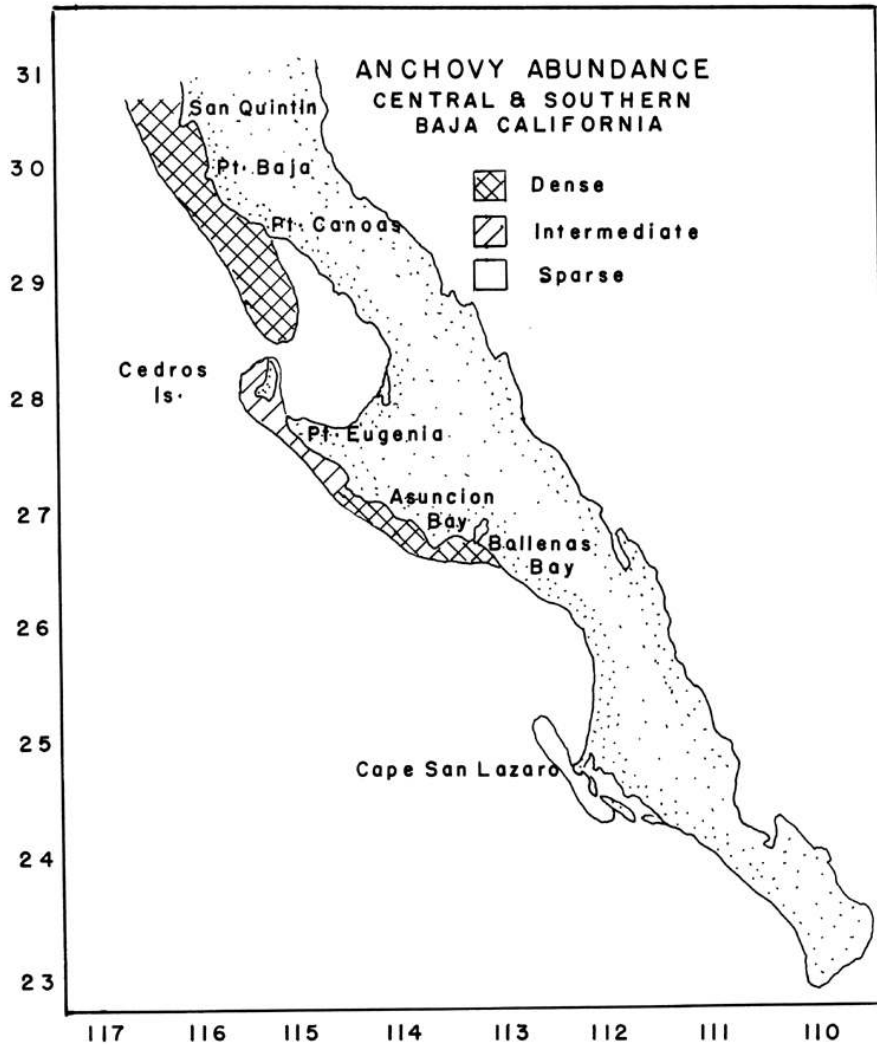 ANCHOVY ABUNDANCE
CENTRAL & SOUTHERN
BAJA CALIFORNIA
Dense
Intermediate
Sparse
31
30
29
28
27
26
25
24
23
San Quintin
Pt. Baja
Pt. Canoas
Cedros
Is.
Pt. Eugenia
Asuncion
Bay
Ballenas
Bay
Cape San Lazaro
117 116 115 114 113 112 111 110